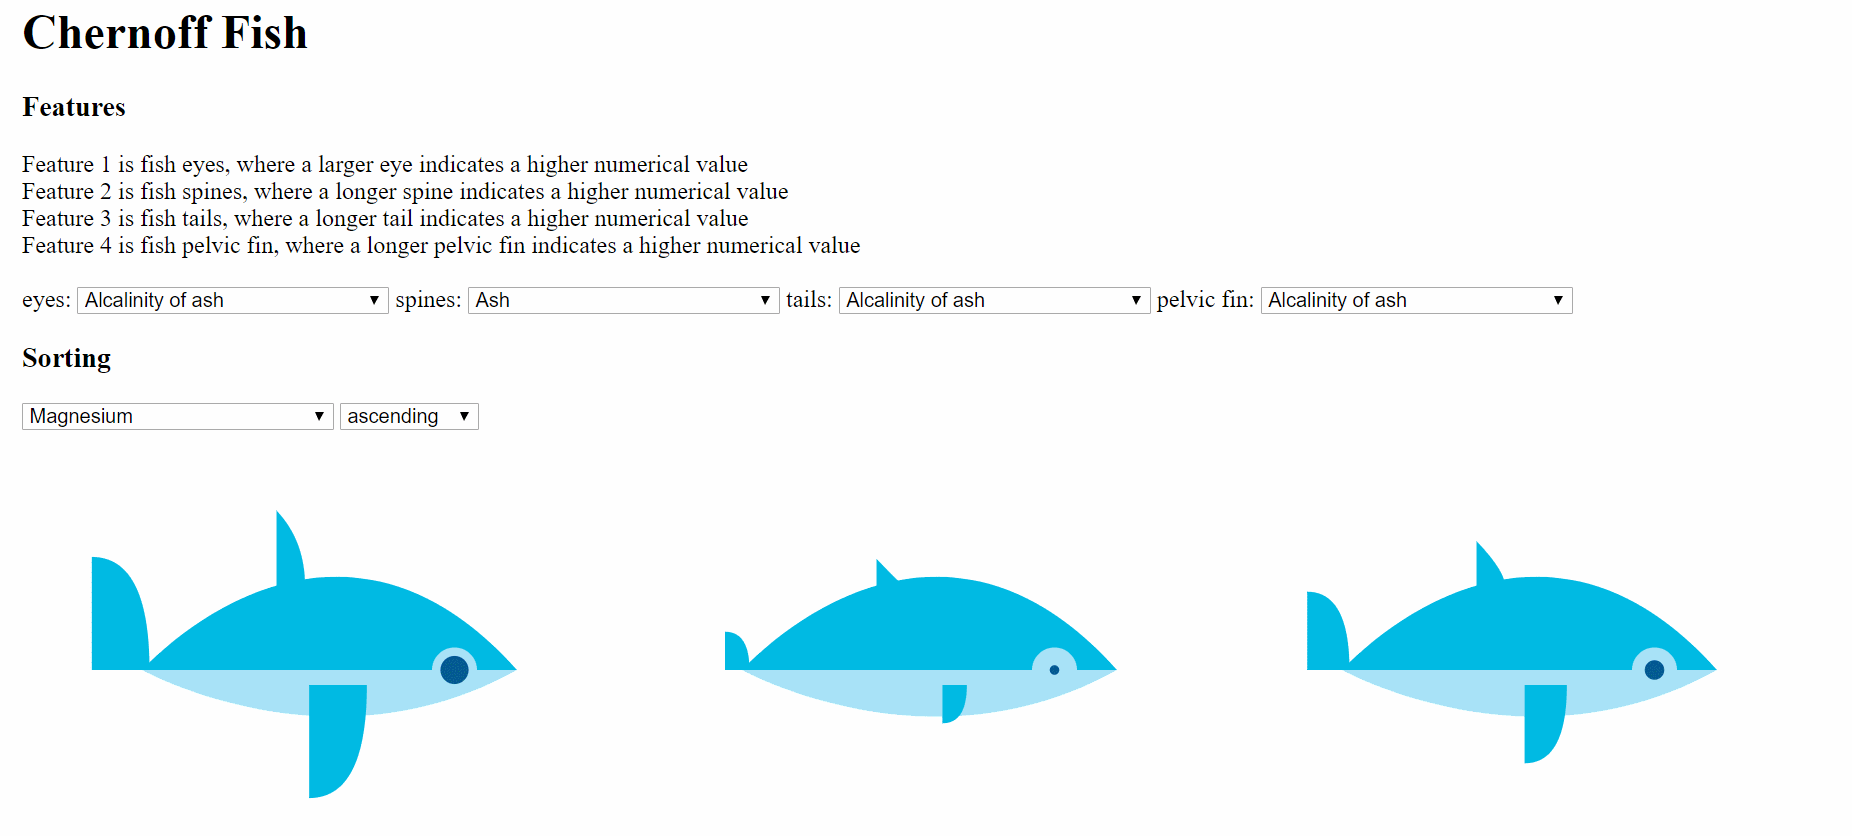 Chernoff Fish
Features
Feature 1 is fish eyes, where a larger eye indicates a higher numerical value
Feature 2 is fish spines, where a longer spine indicates a higher numerical value
Feature 3 is fish tails, where a longer tail indicates a higher numerical value
Feature 4 is fish pelvic fin, where a longer pelvic fin indicates a higher numerical value
eyes: Alcalinity of ash spines: Ash tails: Alcalinity of ash pelvic fin: Alcalinity of ash
Sorting
Magnesium ascending